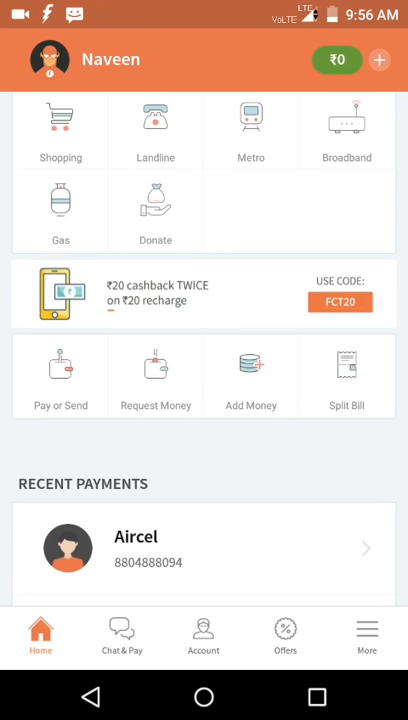 LTE
VoLTE
9:56 AM
Naveen
₹0
Shopping
Landline
Metro
Broadband
Gas
Donate
₹20 cashback TWICE
on ₹20 recharge
USE CODE:
FCT20
Pay or Send
Request Money
Add Money
Split Bill
RECENT PAYMENTS
Aircel
8804888094
Home
Chat & Pay
Account
Offers
More